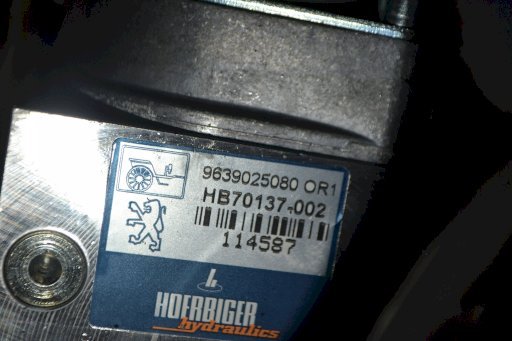 9639025080 OR1
HB70137-002
114587
HOERBIGER
hydraulics